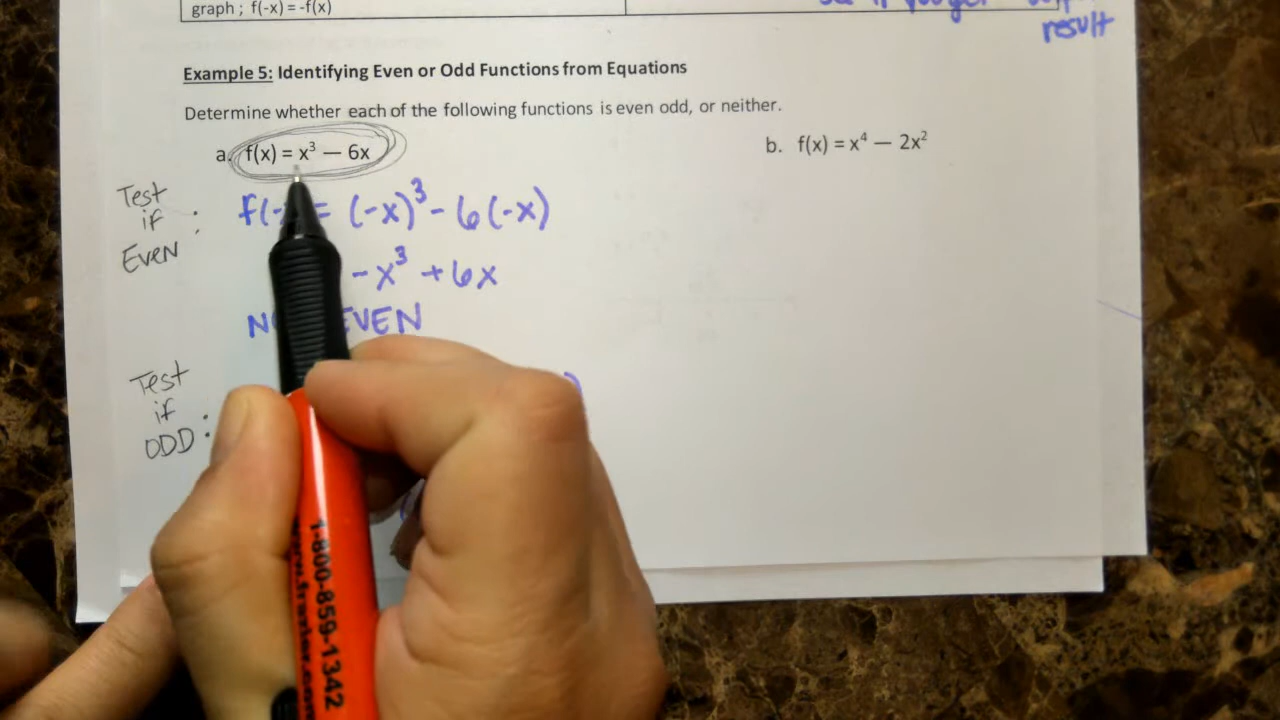 graph ; f(-x) = -f(x)
result
Example 5: Identifying Even or Odd Functions from Equations
Determine whether each of the following functions is even odd, or neither.
a. f(x) = x³ — 6x
b. f(x) = x⁴ — 2x²
Test
if
Even :
f(- = (-x)³ - 6(-x)
-x³ + 6x
EVEN
Test
if
ODD :
1-800-859-1342